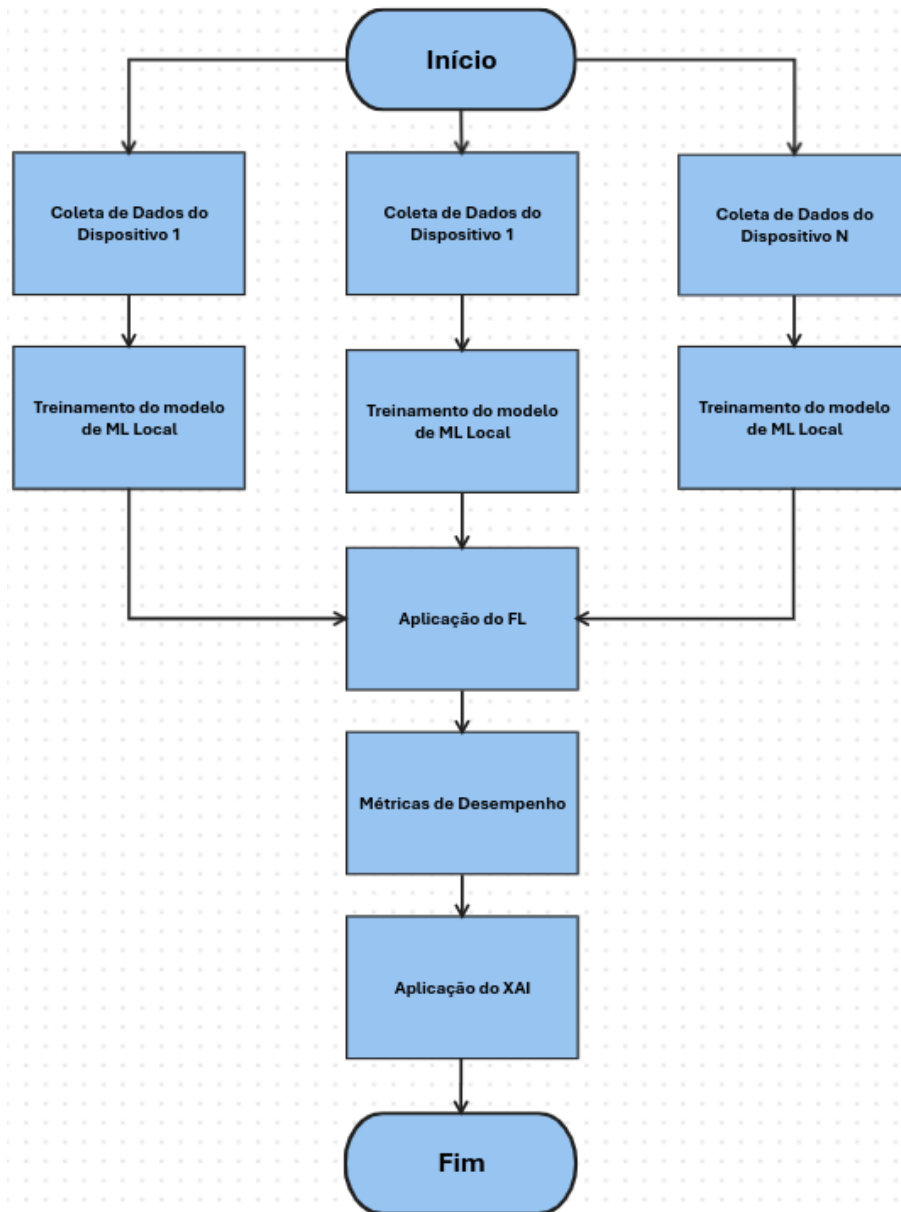 Início
Coleta de Dados do
Dispositivo 1
Coleta de Dados do
Dispositivo 1
Coleta de Dados do
Dispositivo N
Treinamento do modelo
de ML Local
Treinamento do modelo
de ML Local
Treinamento do modelo
de ML Local
Aplicação do FL
Métricas de Desempenho
Aplicação do XAI
Fim